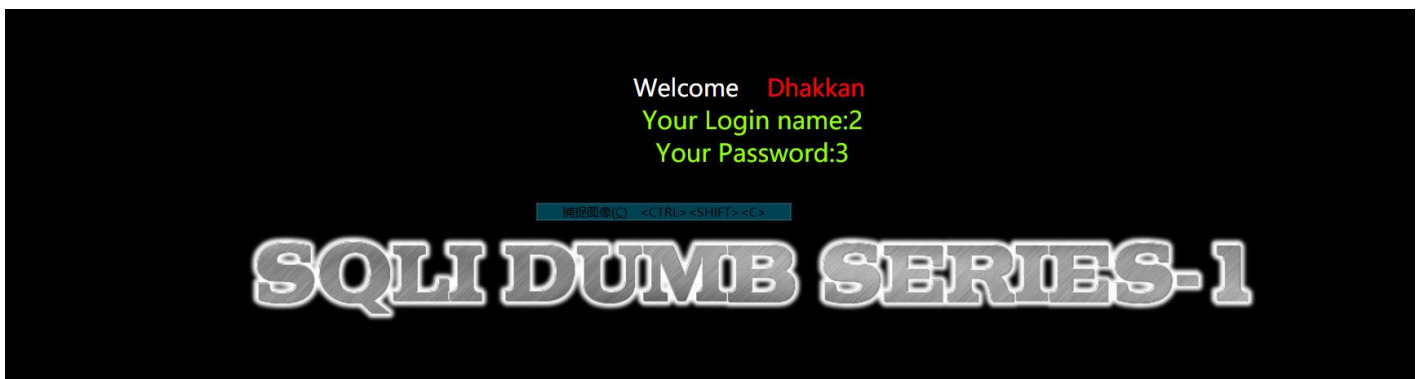 Welcome Dhakkan
Your Login name:2
Your Password:3
捕捉图像(C) <CTRL><SHIFT><C>
SQLI DUMB SERIES-1